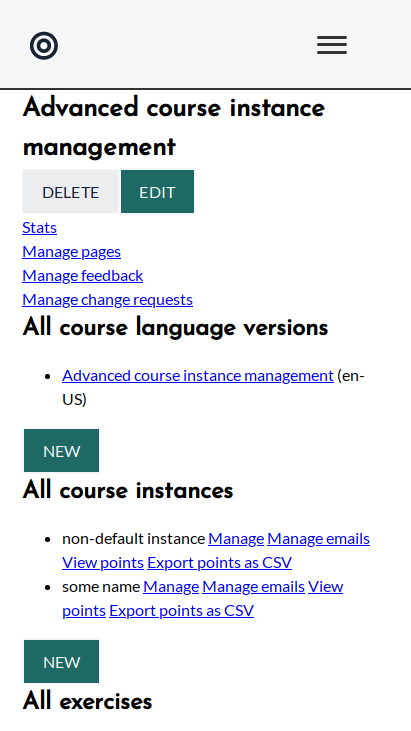 Advanced course instance
management
DELETE EDIT
Stats
Manage pages
Manage feedback
Manage change requests
All course language versions
Advanced course instance management (en-
US)
NEW
All course instances
non-default instance Manage Manage emails
View points Export points as CSV
some name Manage Manage emails View
points Export points as CSV
NEW
All exercises